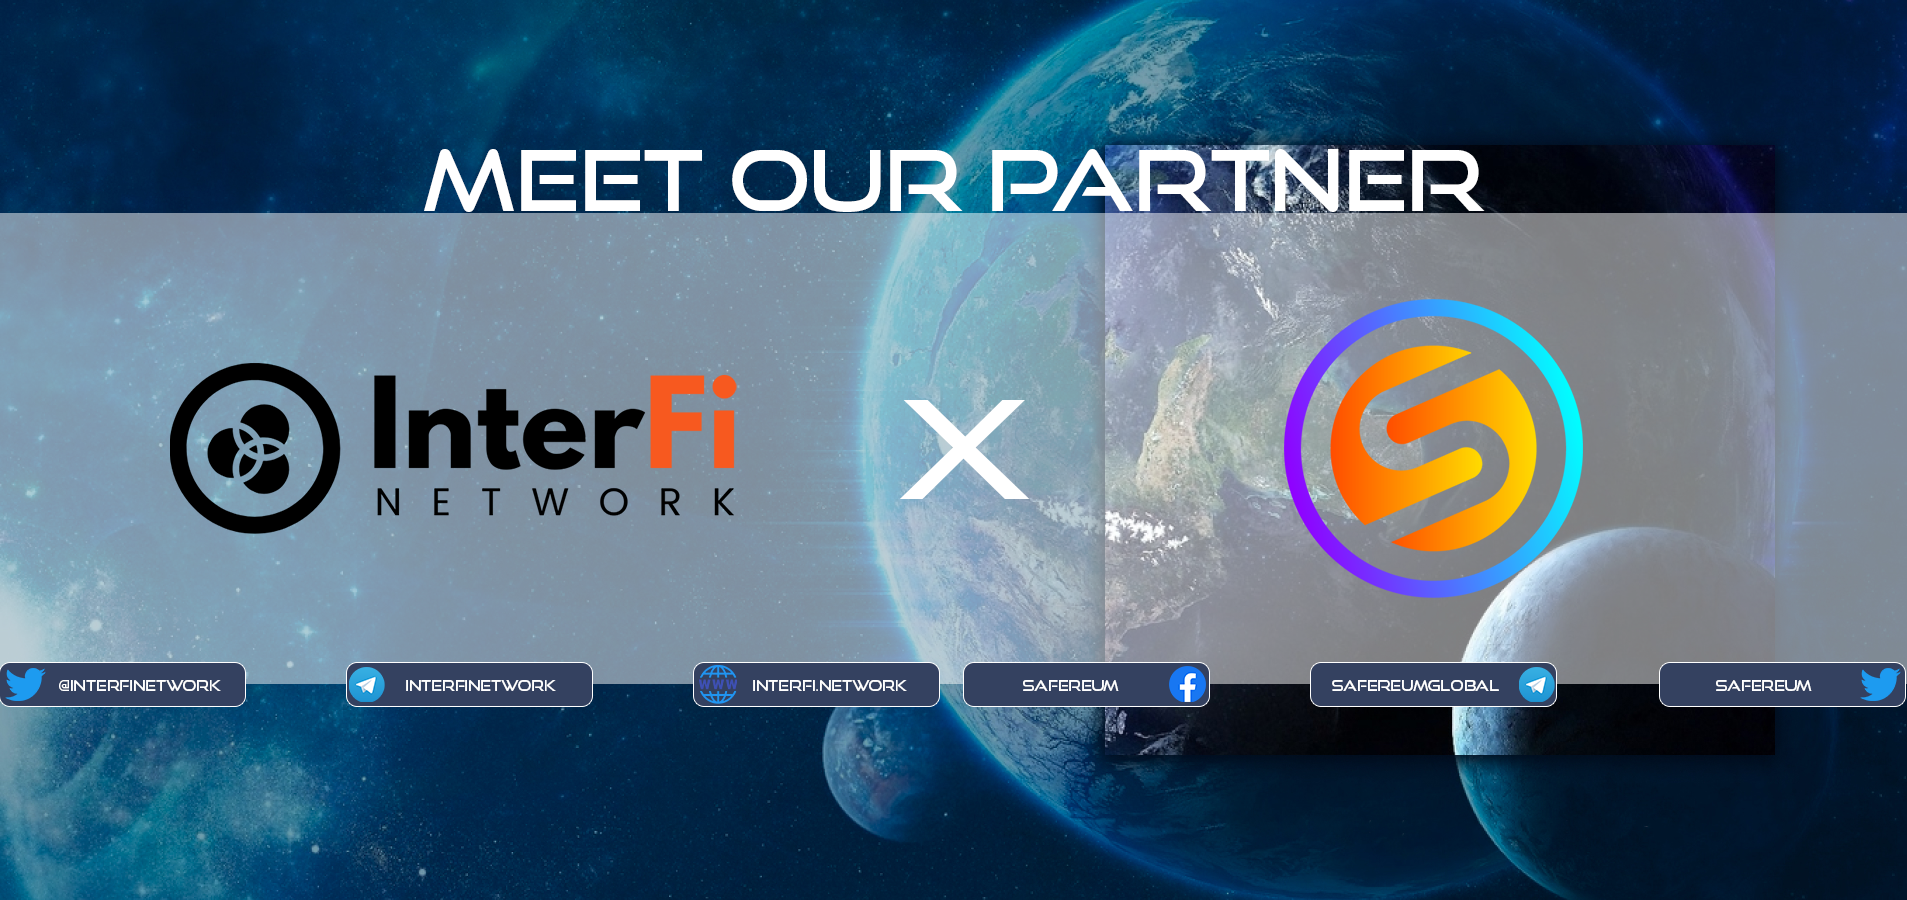 MEET OUR PARTNER
InterFi
NETWORK
X
@INTERFINETWORK
INTERFINETWORK
WWW
INTERFI.NETWORK
SAFEREUM
SAFEREUMGLOBAL
SAFEREUM